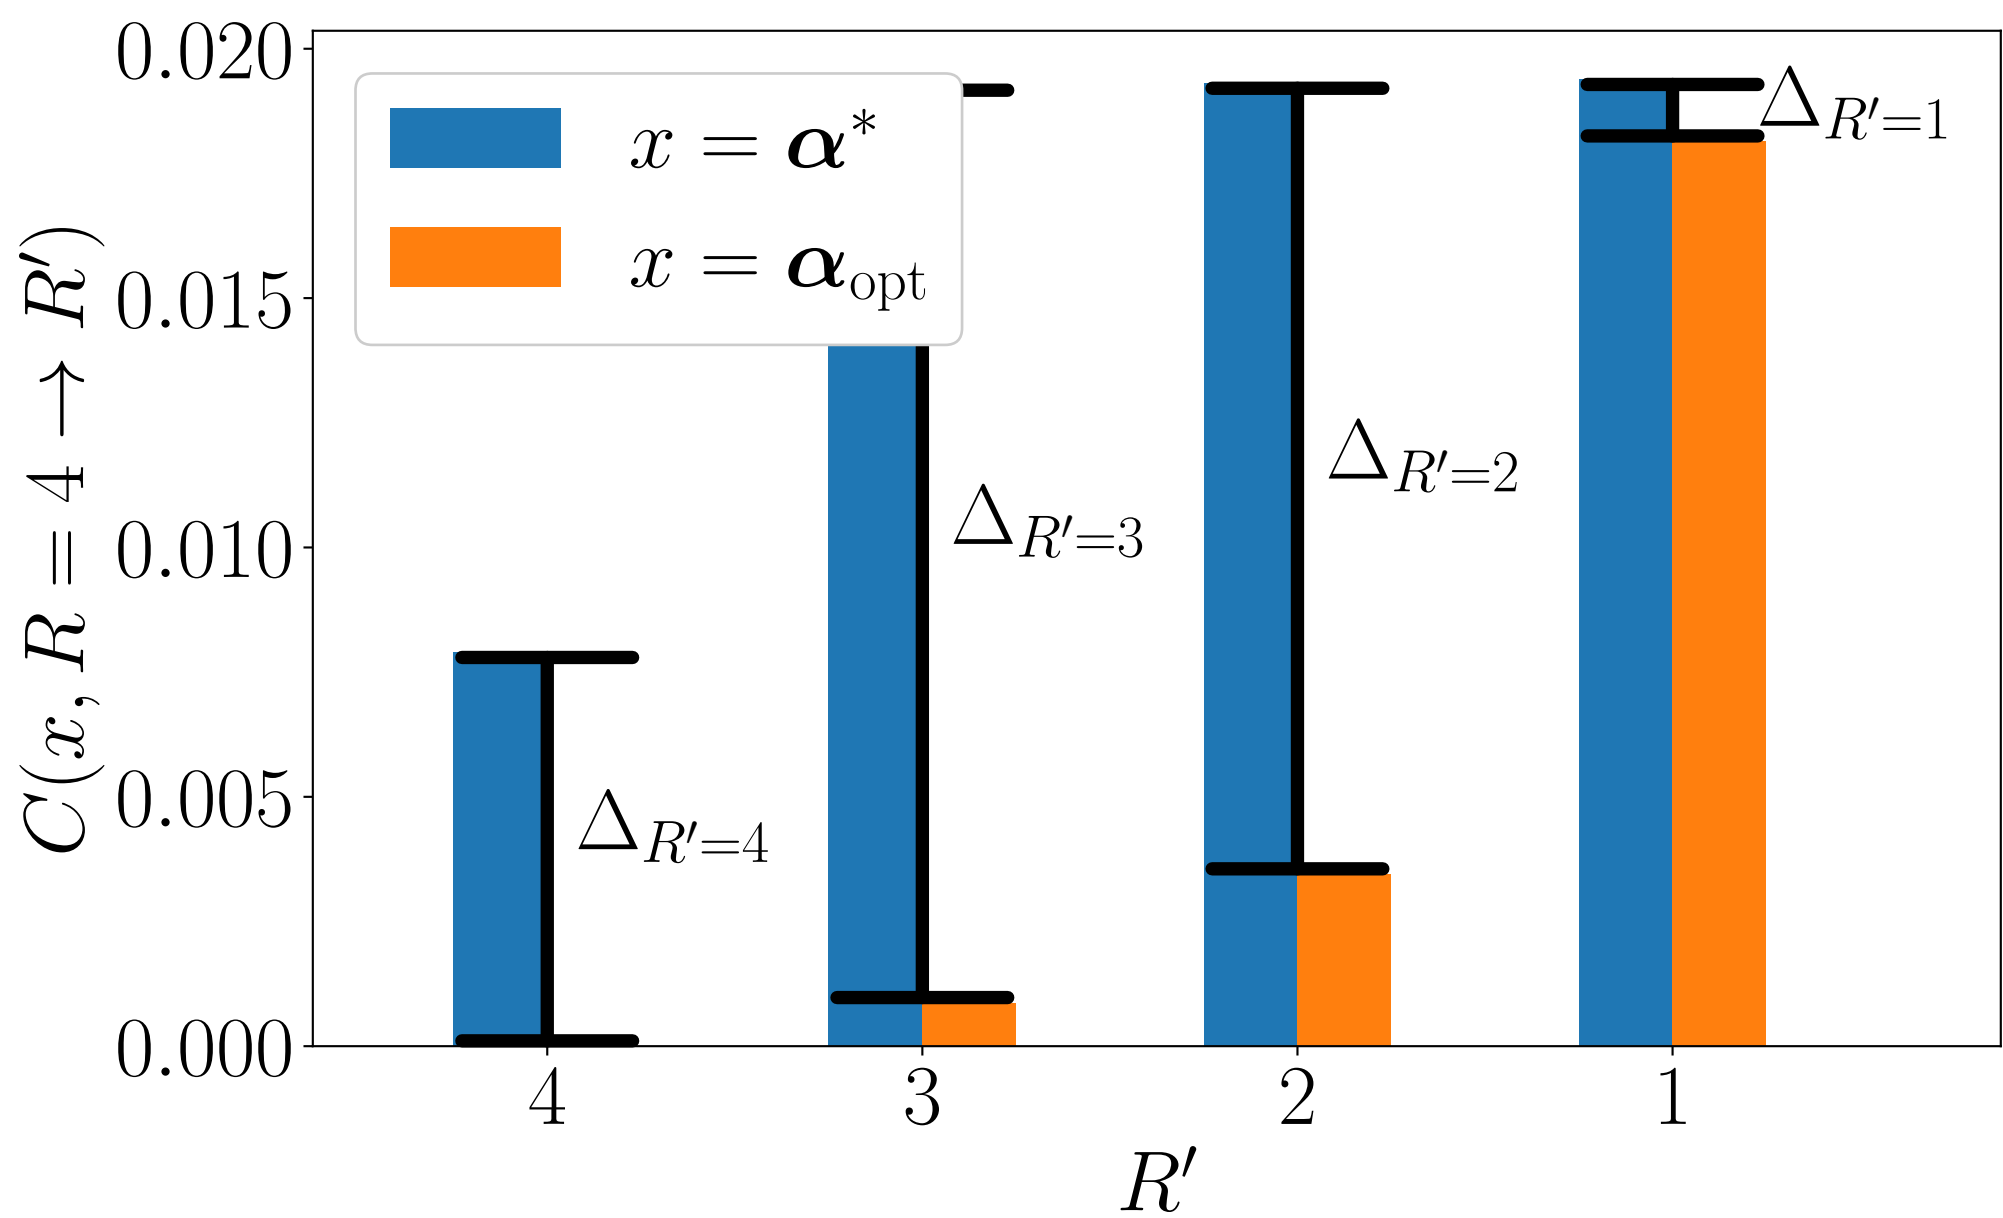 C(x, R = 4 → R′)
0.020
0.015
0.010
0.005
0.000
x = α*
x = α_opt
Δ_R′=4
Δ_R′=3
Δ_R′=2
Δ_R′=1
4 3 2 1
R′